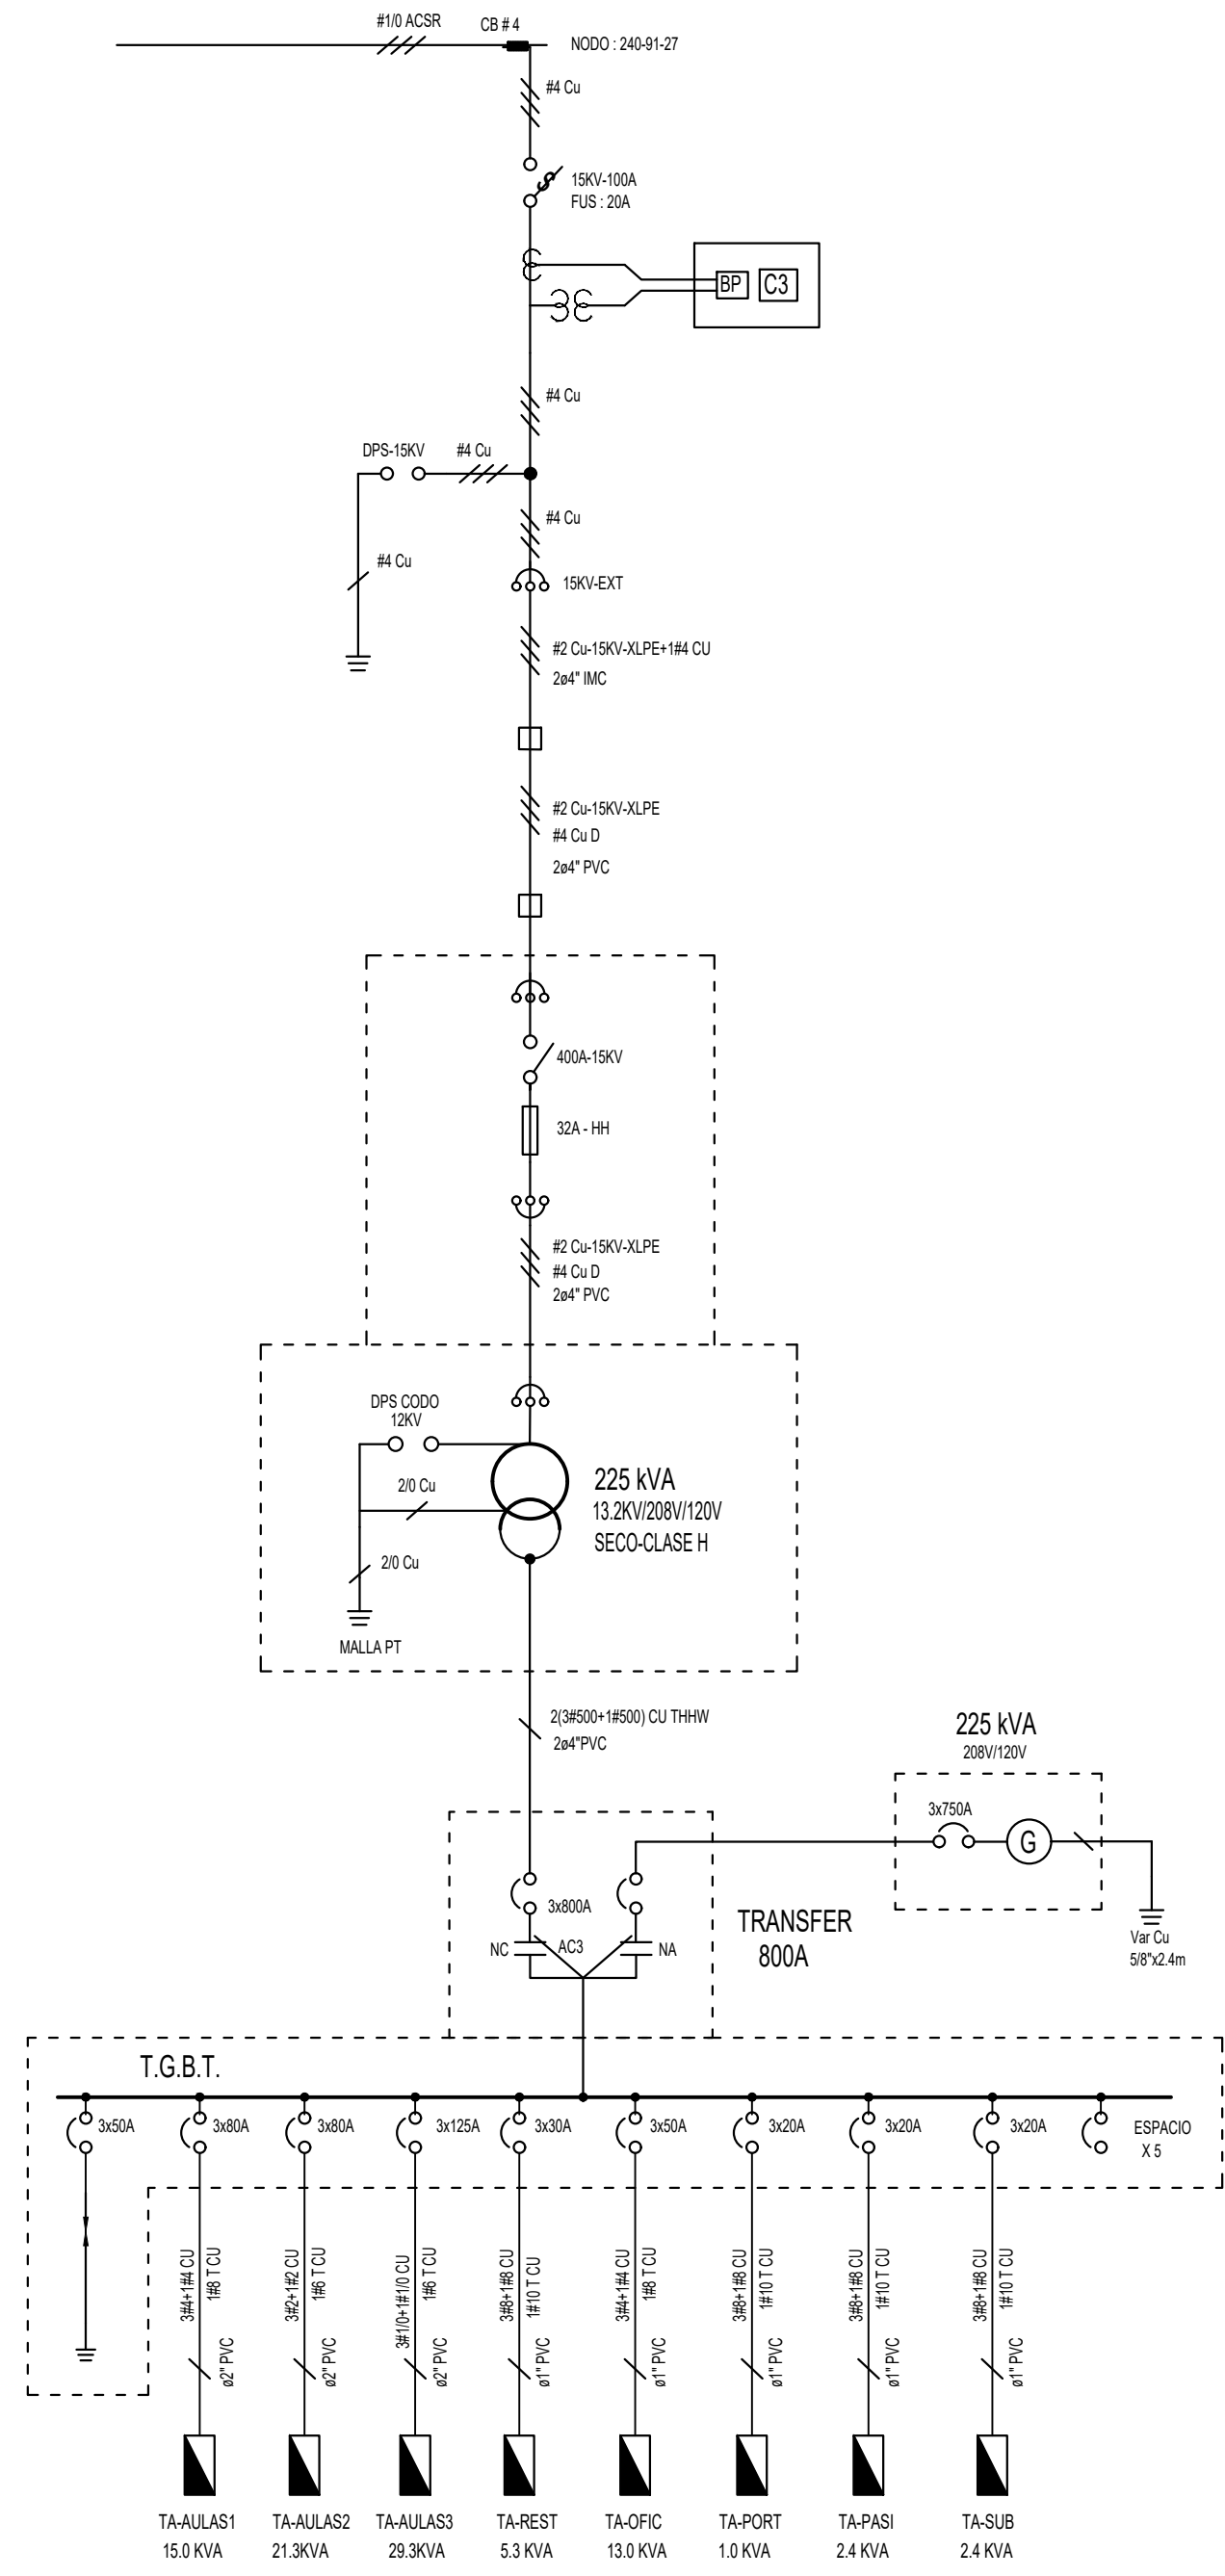 #1/0 ACSR
CB # 4
NODO : 240-91-27
#4 Cu
15KV-100A
FUS : 20A
BP
C3
#4 Cu
DPS-15KV
#4 Cu
#4 Cu
#4 Cu
15KV-EXT
#2 Cu-15KV-XLPE+1#4 CU
2ø4" IMC
#2 Cu-15KV-XLPE
#4 Cu D
2ø4" PVC
400A-15KV
32A - HH
#2 Cu-15KV-XLPE
#4 Cu D
2ø4" PVC
DPS CODO
12KV
2/0 Cu
225 kVA
13.2KV/208V/120V
SECO-CLASE H
2/0 Cu
MALLA PT
2(3#500+1#500) CU THHW
2ø4"PVC
225 kVA
208V/120V
3x750A
G
Var Cu
5/8"x2.4m
3x800A
NC
AC3
NA
TRANSFER
800A
T.G.B.T.
3x50A
3x80A
3x80A
3x125A
3x30A
3x50A
3x20A
3x20A
3x20A
ESPACIO
X 5
3#4+1#4 CU
1#8 T CU
ø2" PVC
3#2+1#2 CU
1#6 T CU
ø2" PVC
3#1/0+1#1/0 CU
1#6 T CU
ø2" PVC
3#8+1#8 CU
1#10 T CU
ø1" PVC
3#4+1#4 CU
1#8 T CU
ø1" PVC
3#8+1#8 CU
1#10 T CU
ø1" PVC
3#8+1#8 CU
1#10 T CU
ø1" PVC
3#8+1#8 CU
1#10 T CU
ø1" PVC
TA-AULAS1
15.0 KVA
TA-AULAS2
21.3KVA
TA-AULAS3
29.3KVA
TA-REST
5.3 KVA
TA-OFIC
13.0 KVA
TA-PORT
1.0 KVA
TA-PASI
2.4 KVA
TA-SUB
2.4 KVA